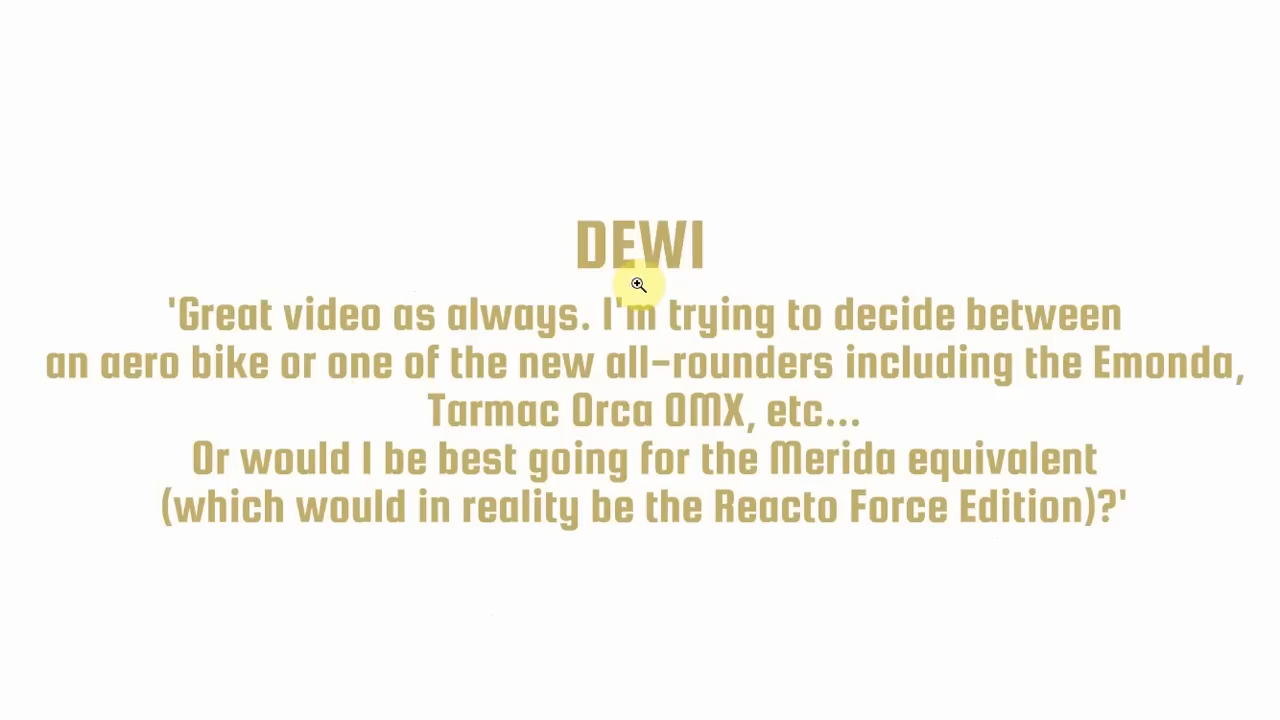 DEWI
'Great video as always. I'm trying to decide between
an aero bike or one of the new all-rounders including the Emonda,
Tarmac Orca OMX, etc...
Or would I be best going for the Merida equivalent
(which would in reality be the Reacto Force Edition)?'